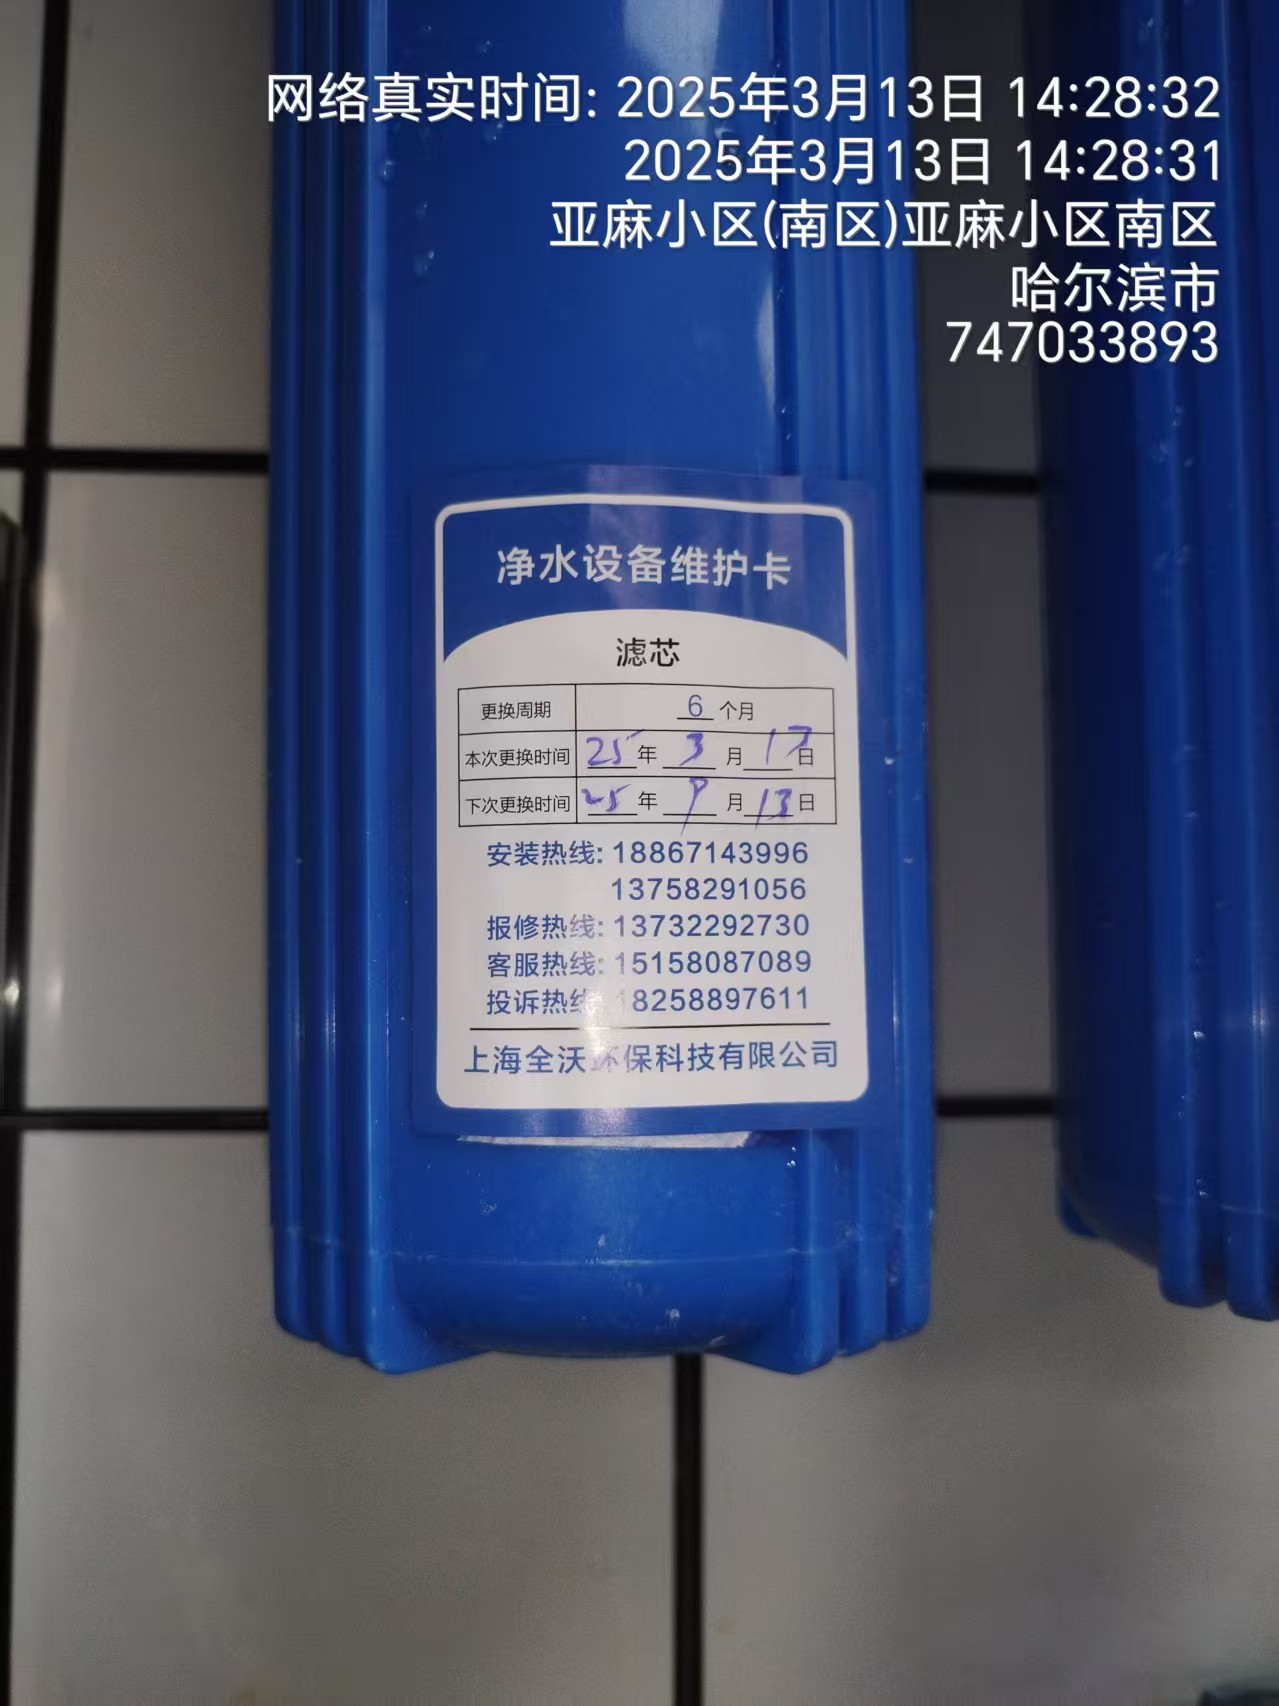 网络真实时间: 2025年3月13日 14:28:32
2025年3月13日 14:28:31
亚麻小区(南区)亚麻小区南区
哈尔滨市
747033893
净水设备维护卡
滤芯
更换周期 6 个月
本次更换时间 25 年 3 月 13 日
下次更换时间 25 年 9 月 13 日
安装热线: 18867143996
13758291056
报修热线: 13732292730
客服热线: 15158087089
投诉热线 18258897611
上海全沃环保科技有限公司